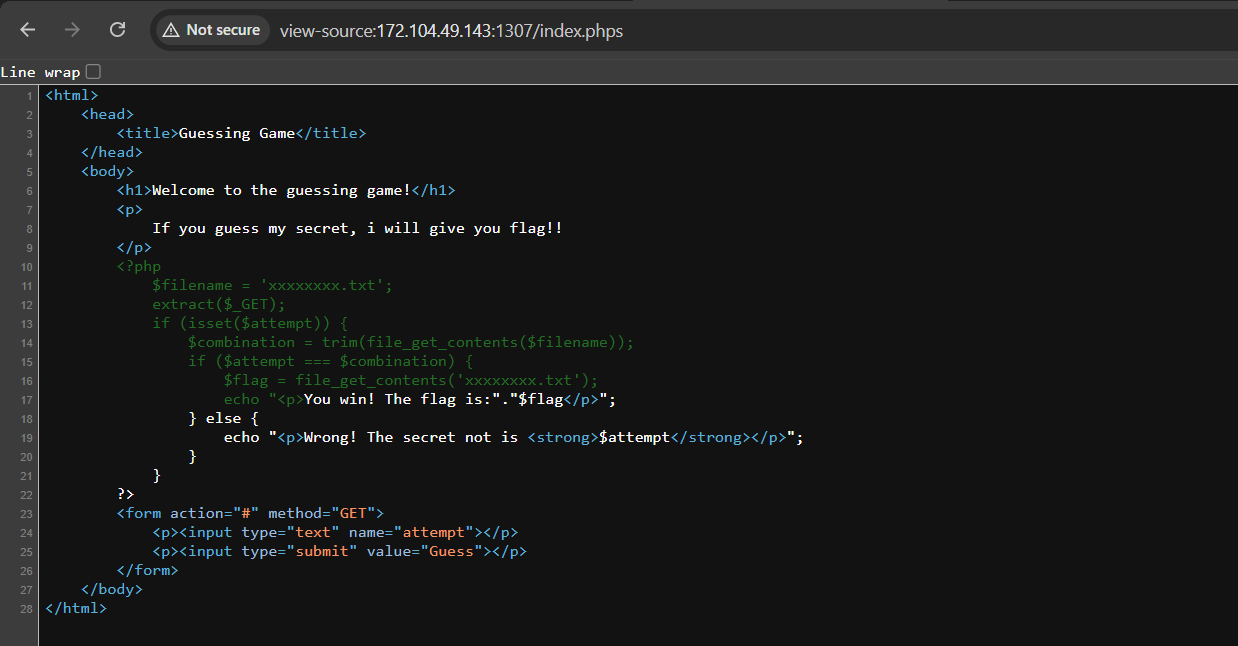 Not secure view-source:172.104.49.143:1307/index.phps
Line wrap
1 <html>
2 <head>
3 <title>Guessing Game</title>
4 </head>
5 <body>
6 <h1>Welcome to the guessing game!</h1>
7 <p>
8 If you guess my secret, i will give you flag!!
9 </p>
10 <?php
11 $filename = 'xxxxxxxx.txt';
12 extract($_GET);
13 if (isset($attempt)) {
14 $combination = trim(file_get_contents($filename));
15 if ($attempt === $combination) {
16 $flag = file_get_contents('xxxxxxxx.txt');
17 echo "<p>You win! The flag is:"."$flag</p>";
18 } else {
19 echo "<p>Wrong! The secret not is <strong>$attempt</strong></p>";
20 }
21 }
22 ?>
23 <form action="#" method="GET">
24 <p><input type="text" name="attempt"></p>
25 <p><input type="submit" value="Guess"></p>
26 </form>
27 </body>
28 </html>